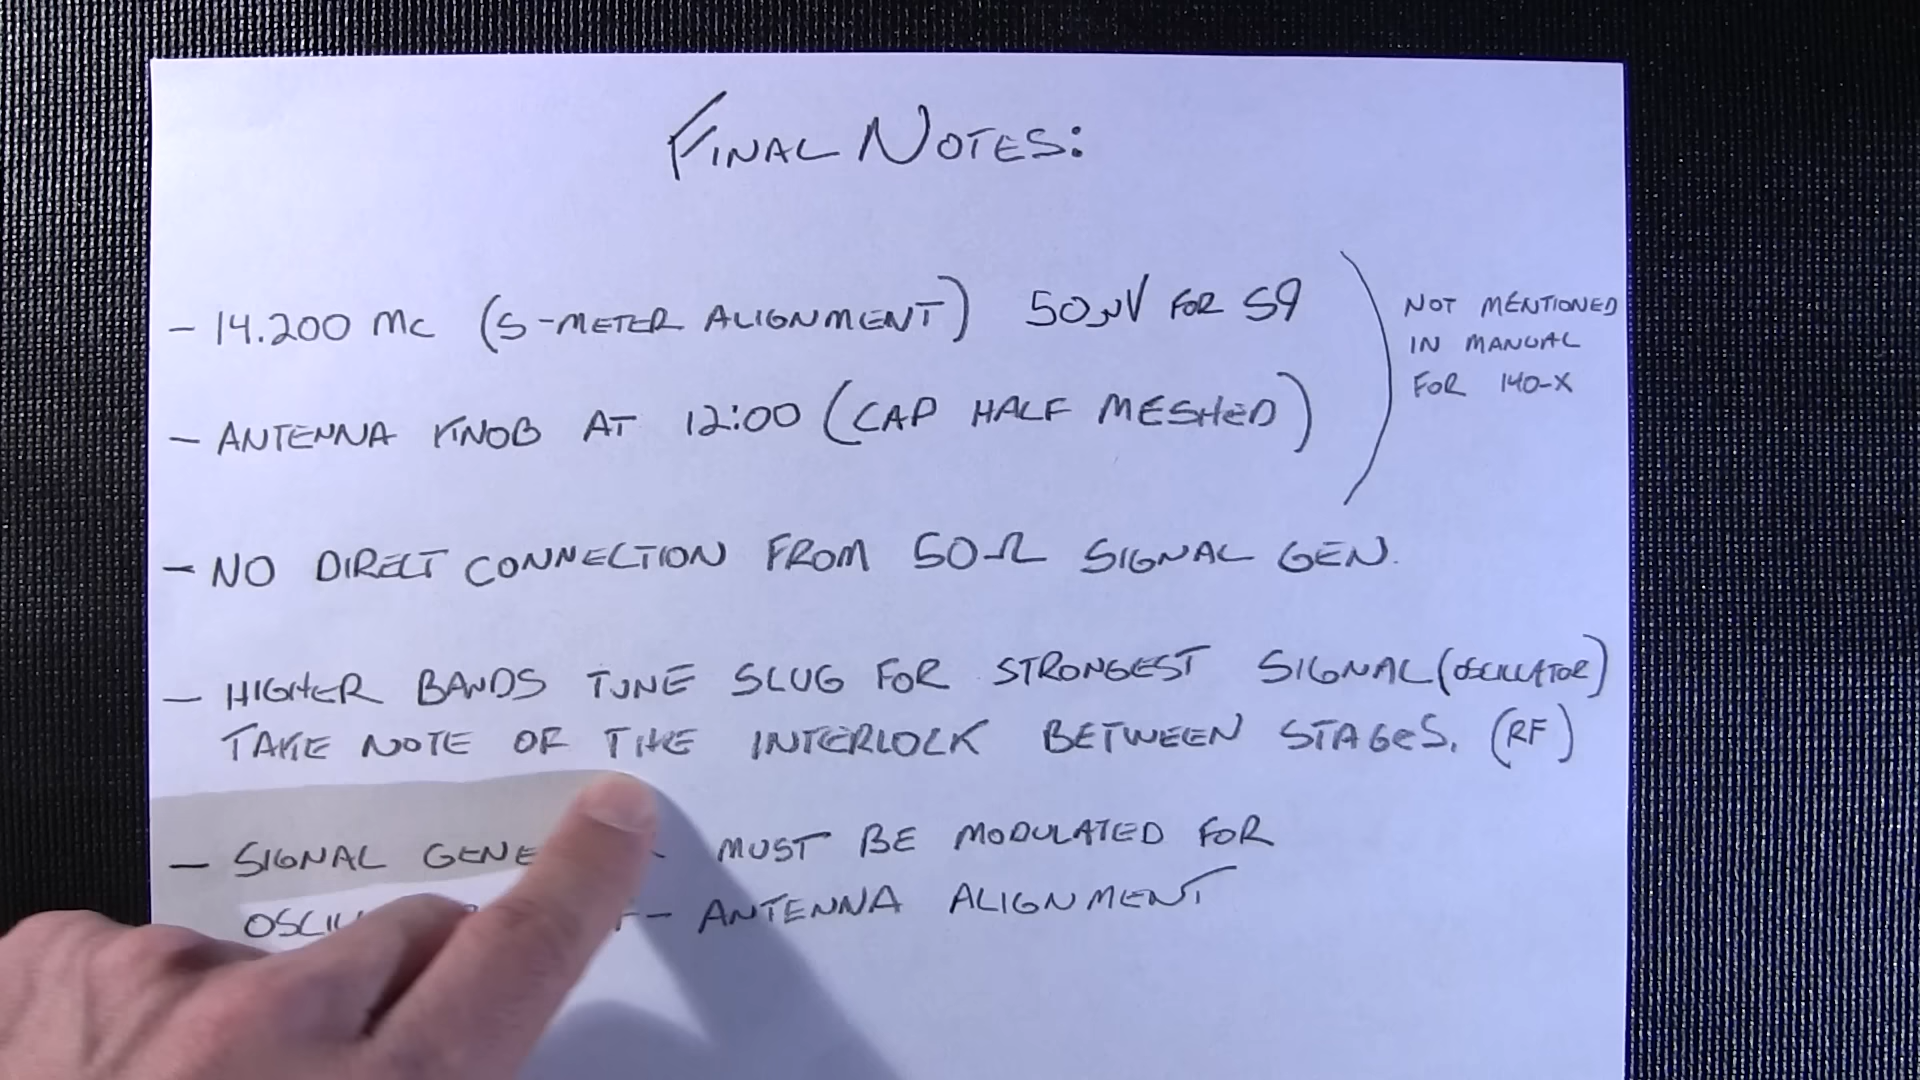 FINAL NOTES:
- 14.200 MC (S-METER ALIGNMENT) 50µV FOR S9
- ANTENNA KNOB AT 12:00 (CAP HALF MESHED)
NOT MENTIONED
IN MANUAL
FOR 140-X
- NO DIRECT CONNECTION FROM 50Ω SIGNAL GEN.
- HIGHER BANDS TUNE SLUG FOR STRONGEST SIGNAL (OSCILLATOR)
TAKE NOTE OF THE INTERLOCK BETWEEN STAGES. (RF)
- SIGNAL MUST BE MODULATED FOR
- ANTENNA ALIGNMENT